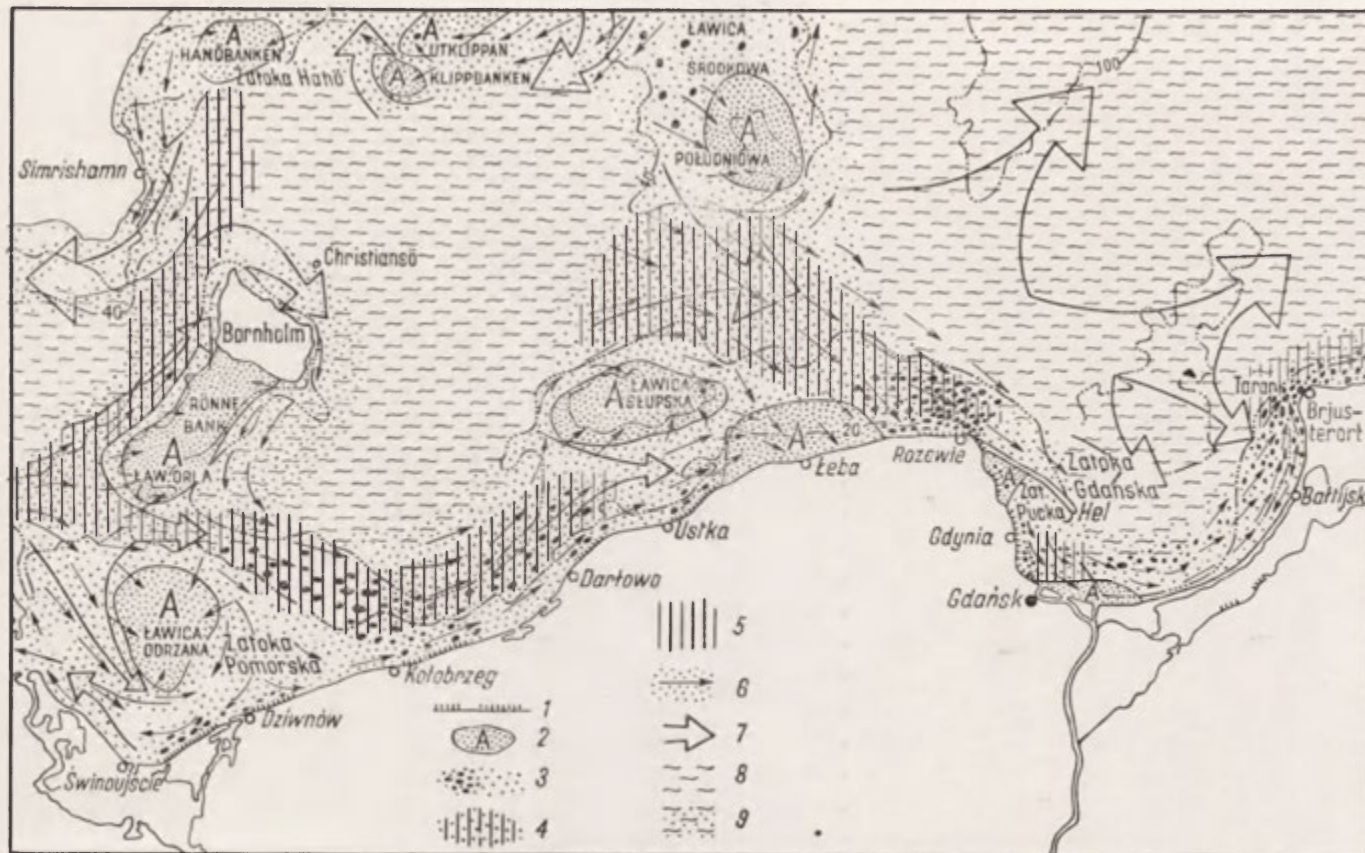 A
HANÖBANKEN
Zatoka Hanö
A
UTKLIPPAN
A
KLIPPBANKEN
ŁAWICA
ŚRODKOWA
A
POŁUDNIOWA
100
Simrishamn
Christiansö
40
Bornholm
RÖNNE
BANK
A
ŁAW. ORLA
A
ŁAWICA
SŁUPSKA
A
20
Łeba
Rozewie
A
Zat.
Pucka
Zatoka
Gdańska
Hel
Taran
Brjus-
terort
Bałtijsk
Gdynia
Gdańsk
A
Ustka
Darłowo
A
ŁAWICA
ODRZANA
Zatoka
Pomorska
Kołobrzeg
Dziwnów
Świnoujście
1
A 2
3
4
5
6
7
8
9